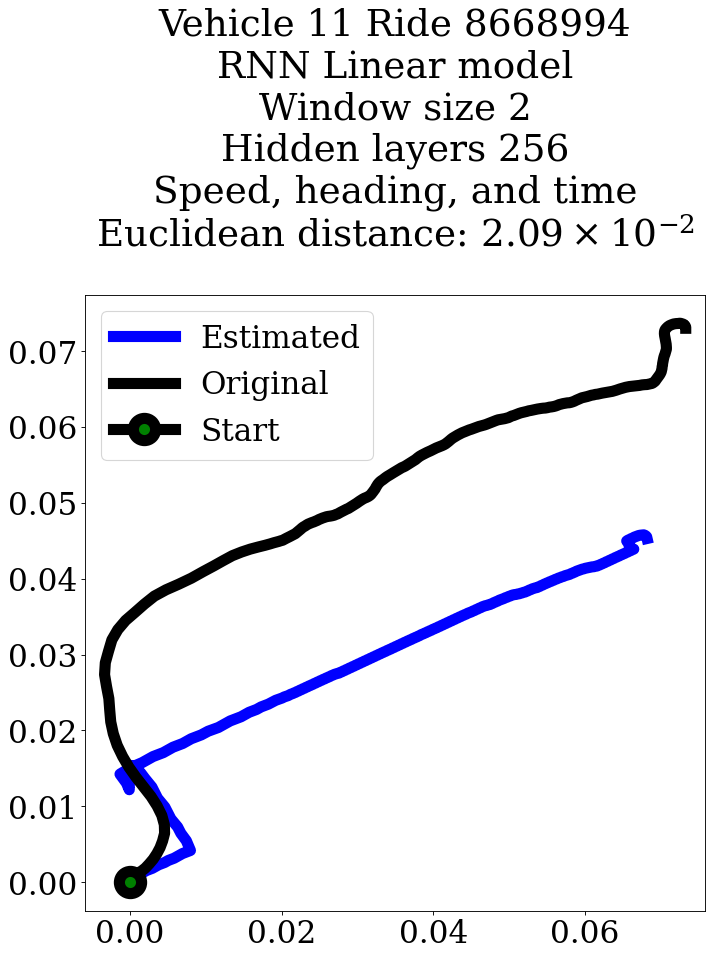 Vehicle 11 Ride 8668994
RNN Linear model
Window size 2
Hidden layers 256
Speed, heading, and time
Euclidean distance: 2.09 × 10⁻²
Estimated
Original
Start
0.07
0.06
0.05
0.04
0.03
0.02
0.01
0.00
0.00 0.02 0.04 0.06